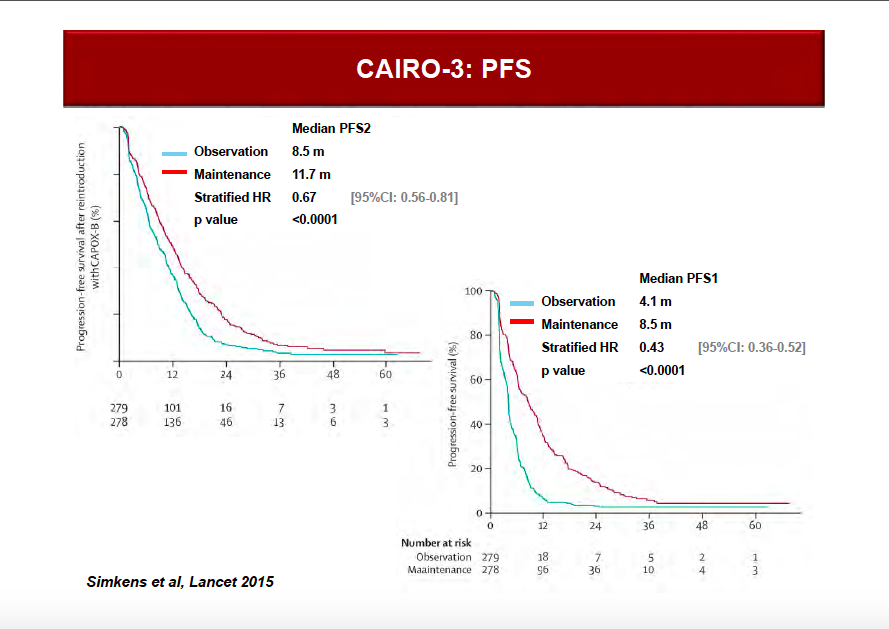 CAIRO-3: PFS
Median PFS2
Observation 8.5 m
Maintenance 11.7 m
Stratified HR 0.67 [95%CI: 0.56-0.81]
p value <0.0001
Progression-free survival after reintroduction
withCAPOX-B (%)
0 12 24 36 48 60
279 101 16 7 3 1
278 136 46 13 6 3
Median PFS1
Observation 4.1 m
Maintenance 8.5 m
Stratified HR 0.43 [95%CI: 0.36-0.52]
p value <0.0001
Progression-free survival (%)
100
80
60
40
20
0
0 12 24 36 48 60
Number at risk
Observation 279 18 7 5 2 1
Maaintenance 278 96 36 10 4 3
Simkens et al, Lancet 2015